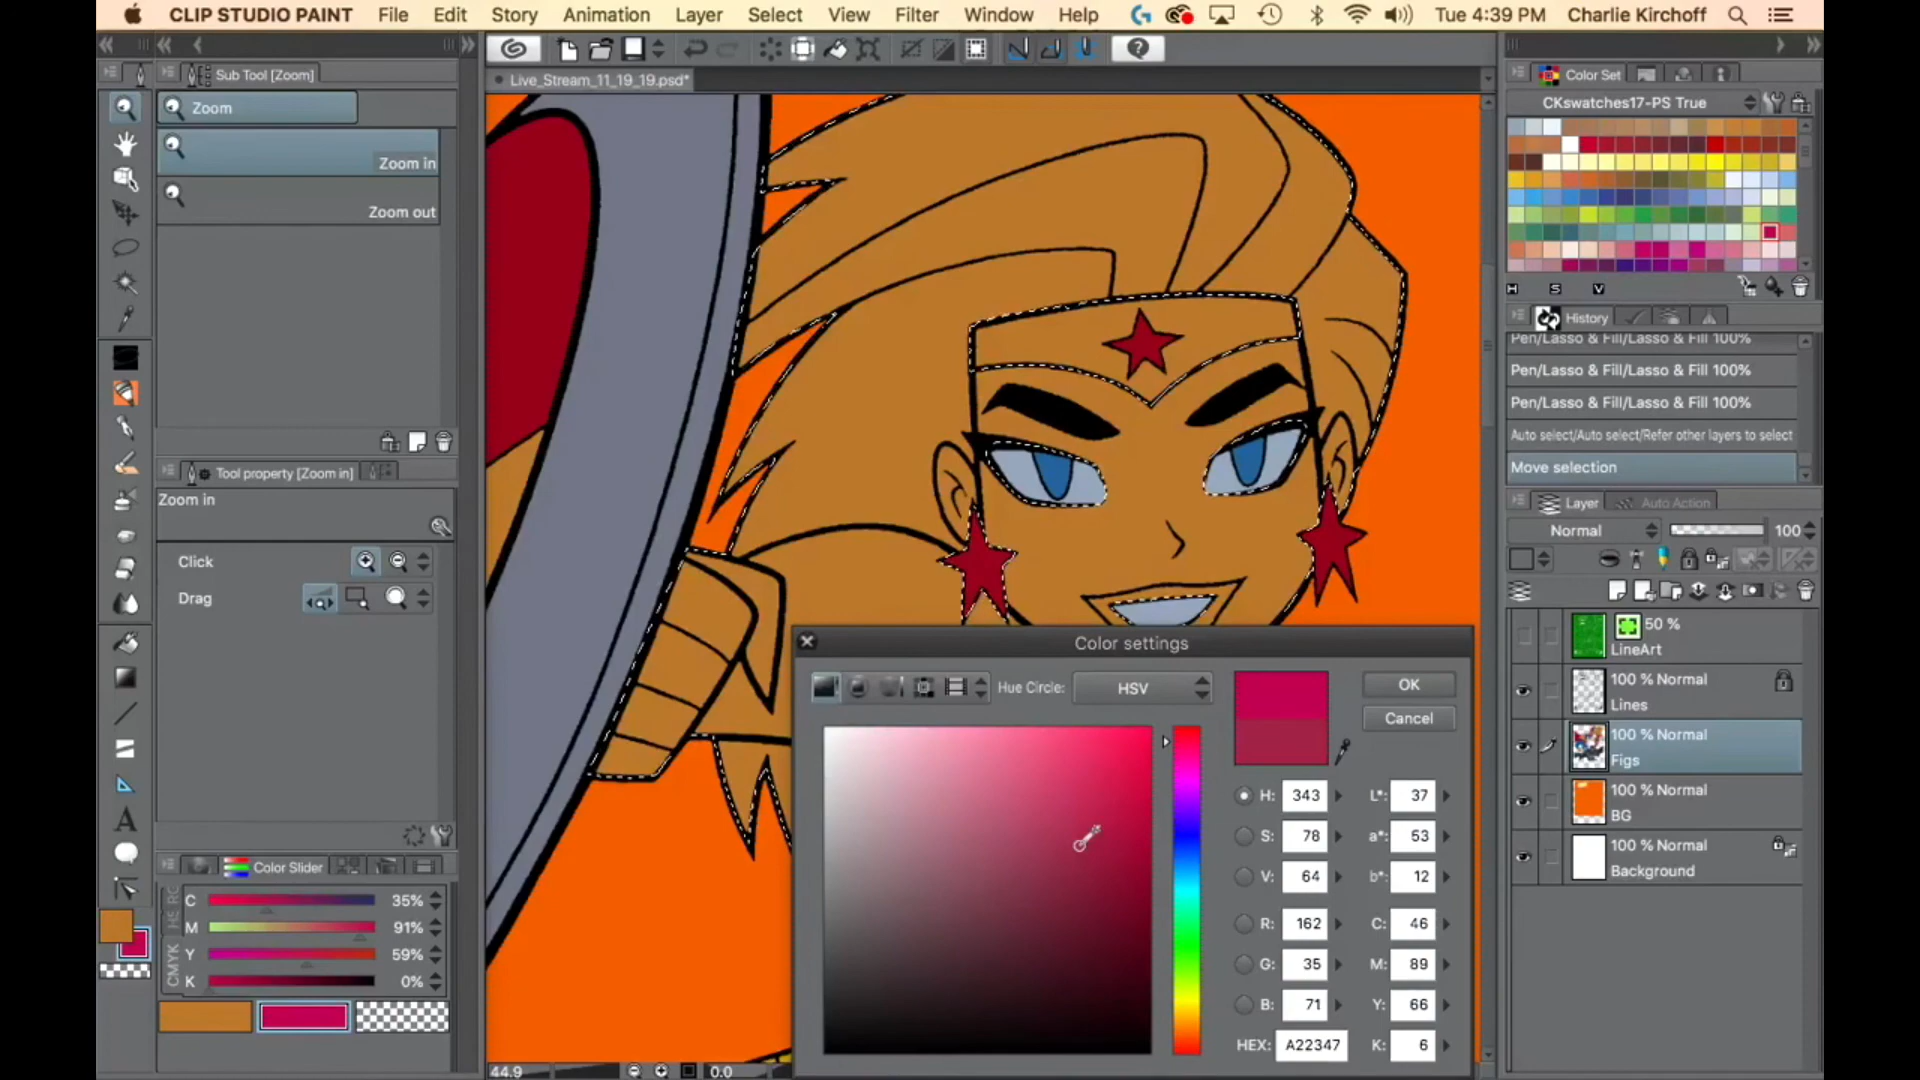 CLIP STUDIO PAINT File Edit Story Animation Layer Select View Filter Window Help Tue 4:39 PM Charlie Kirchoff
Sub Tool [Zoom]
Zoom
Zoom in
Zoom out
Tool property [Zoom in]
Zoom in
Click
Drag
Color Slider
CMYK
C 35%
M 91%
Y 59%
K 0%
Live_Stream_11_19_19.psd*
44.9 0.0
Color settings
Hue Circle: HSV
OK
Cancel
H: 343 L*: 37
S: 78 a*: 53
V: 64 b*: 12
R: 162 C: 46
G: 35 M: 89
B: 71 Y: 66
HEX: A22347 K: 6
Color Set
CKswatches17-PS True
H S V
History
Pen/Lasso & Fill/Lasso & Fill 100%
Pen/Lasso & Fill/Lasso & Fill 100%
Pen/Lasso & Fill/Lasso & Fill 100%
Auto select/Auto select/Refer other layers to select
Move selection
Layer Auto Action
Normal 100
50 %
LineArt
100 % Normal
Lines
100 % Normal
Figs
100 % Normal
BG
100 % Normal
Background